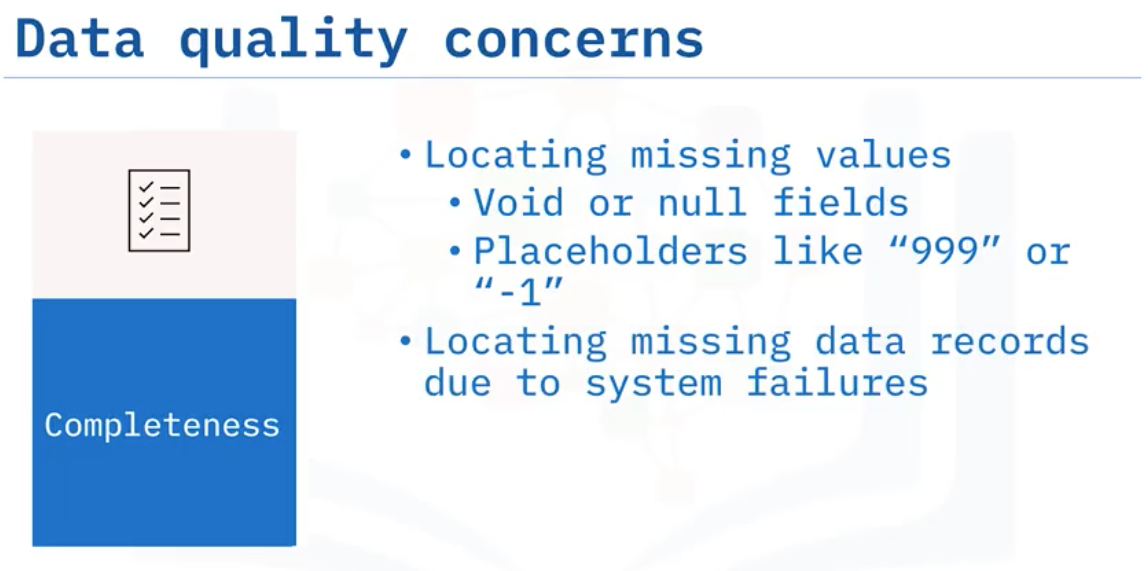 Data quality concerns
Completeness
• Locating missing values
• Void or null fields
• Placeholders like “999” or
“-1”
• Locating missing data records
due to system failures